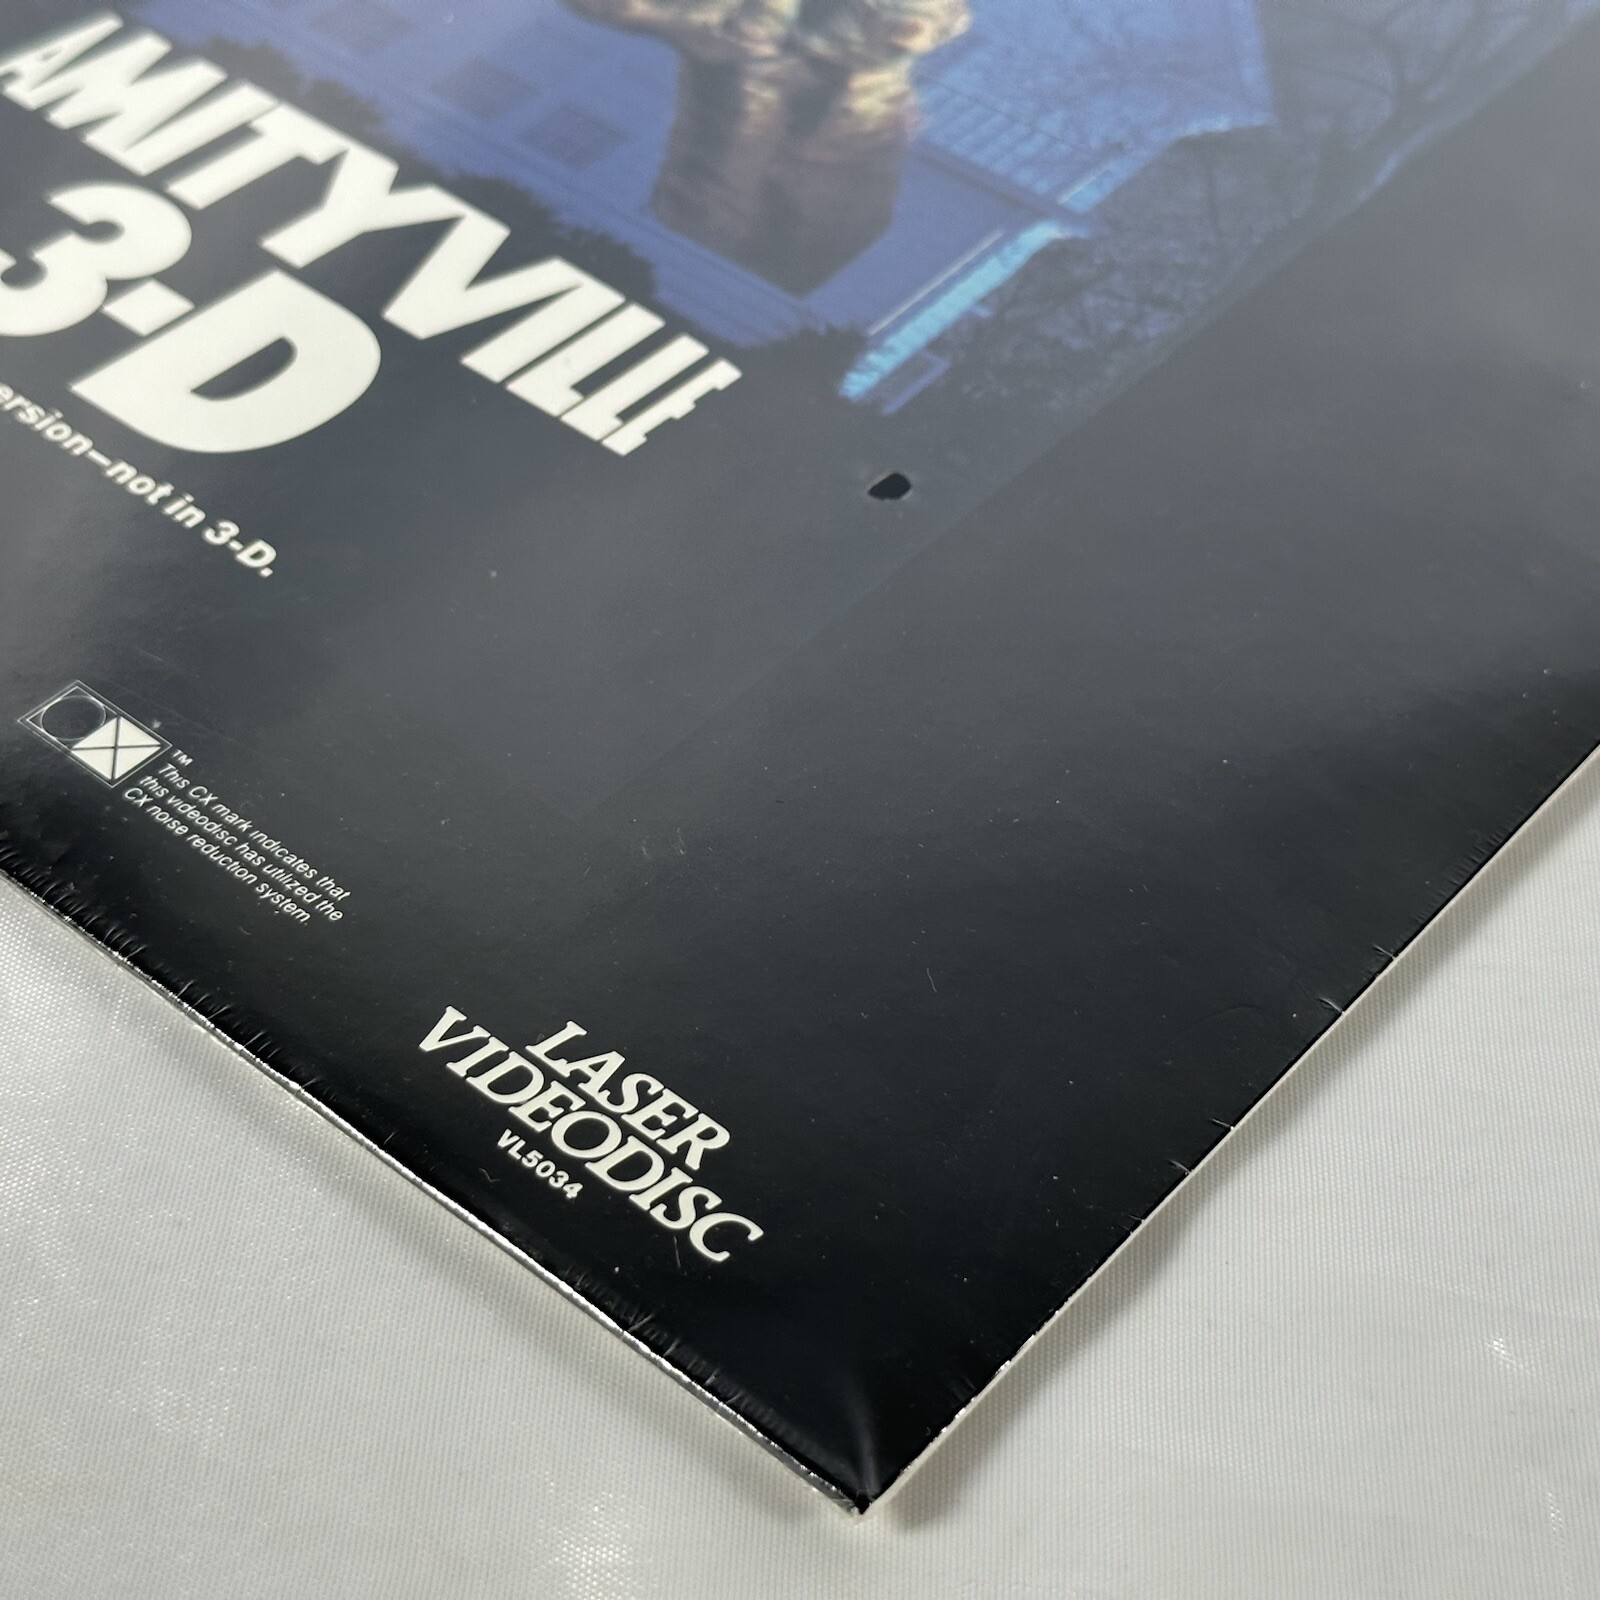 AMITYVILLE
3-D
not in 3-D.
CX
™
This CX mark indicates that
this videodisc has utilized the
CX noise reduction system.
LASER
VIDEODISC
VL5034